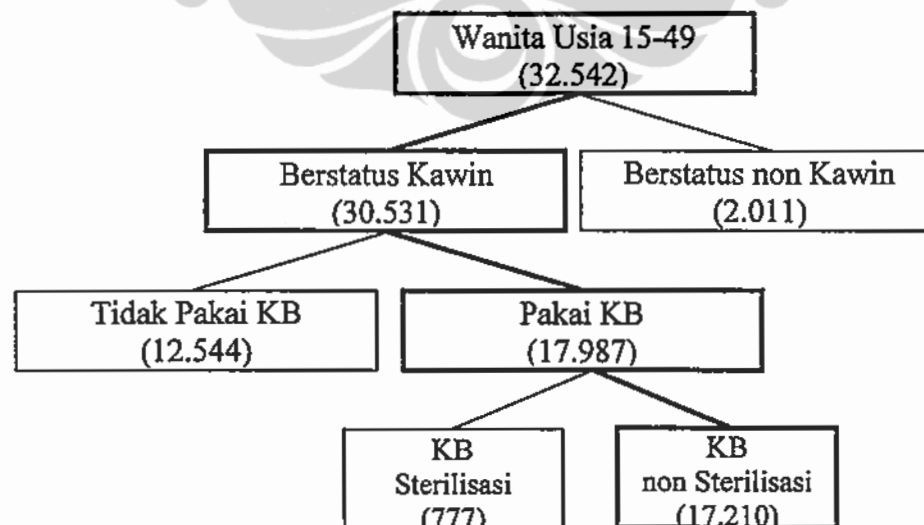 Wanita Usia 15-49
(32.542)
Berstatus Kawin
(30.531)
Berstatus non Kawin
(2.011)
Tidak Pakai KB
(12.544)
Pakai KB
(17.987)
KB
Sterilisasi
(777)
KB
non Sterilisasi
(17.210)